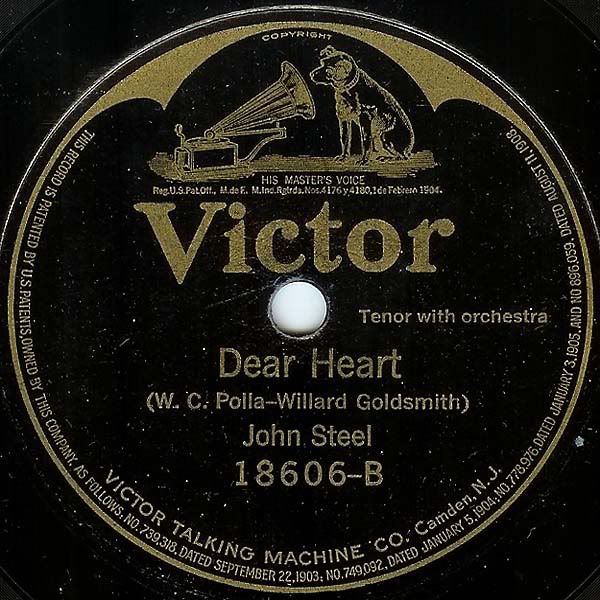 COPYRIGHT
HIS MASTER'S VOICE
Reg.U.S.Pat.Off., M.de F. M.Ind.Rgtrda.Nos.4176 y 4180,1 de Febrero 1904.
Victor
Tenor with orchestra
Dear Heart
(W. C. Polla-Willard Goldsmith)
John Steel
18606-B
VICTOR TALKING MACHINE CO. Camden, N.J.
THIS RECORD IS PATENTED BY U.S. PATENTS, OWNED BY THIS COMPANY, AS FOLLOWS, NO.739,318, DATED SEPTEMBER 22,1903; NO.749,092, DATED JANUARY 5,1904; NO.778,976, DATED JANUARY 3,1905, AND NO 896,059, DATED AUGUST 11,1908